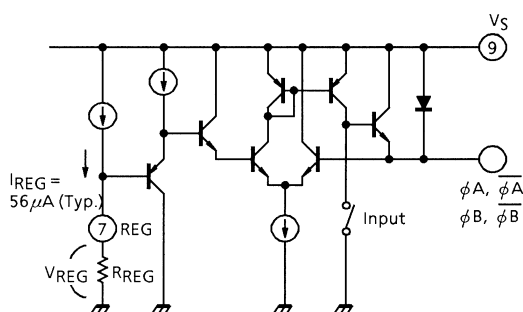 VS
9
IREG =
56μA (Typ.)
7 REG
VREG RREG
Input
ϕA, ϕA̅
ϕB, ϕB̅